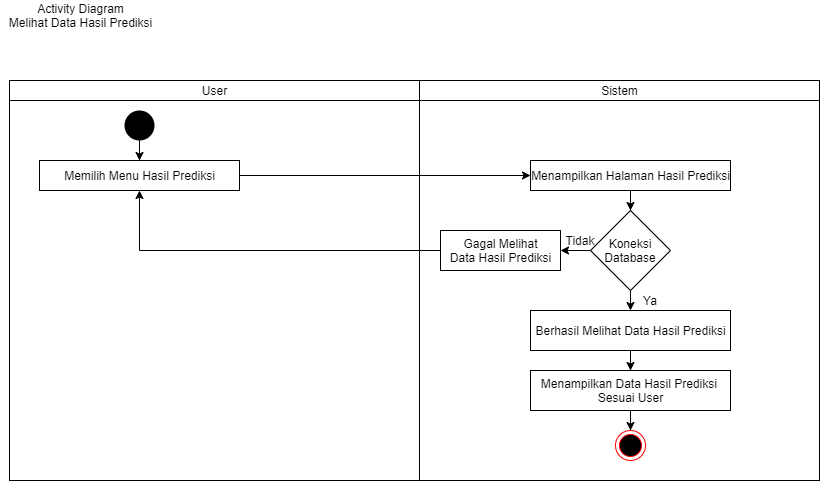 Activity Diagram
Melihat Data Hasil Prediksi
User
Sistem
Memilih Menu Hasil Prediksi
Menampilkan Halaman Hasil Prediksi
Gagal Melihat
Data Hasil Prediksi
Tidak
Koneksi
Database
Ya
Berhasil Melihat Data Hasil Prediksi
Menampilkan Data Hasil Prediksi
Sesuai User